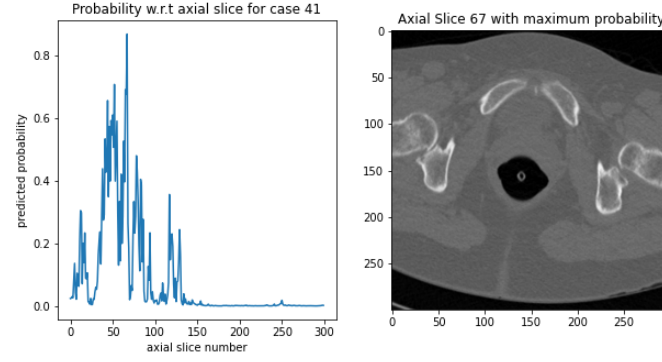 Probability w.r.t axial slice for case 41
0.8
0.6
0.4
0.2
0.0
predicted probability
0 50 100 150 200 250 300
axial slice number
Axial Slice 67 with maximum probability
0
50
100
150
200
250
0 50 100 150 200 250